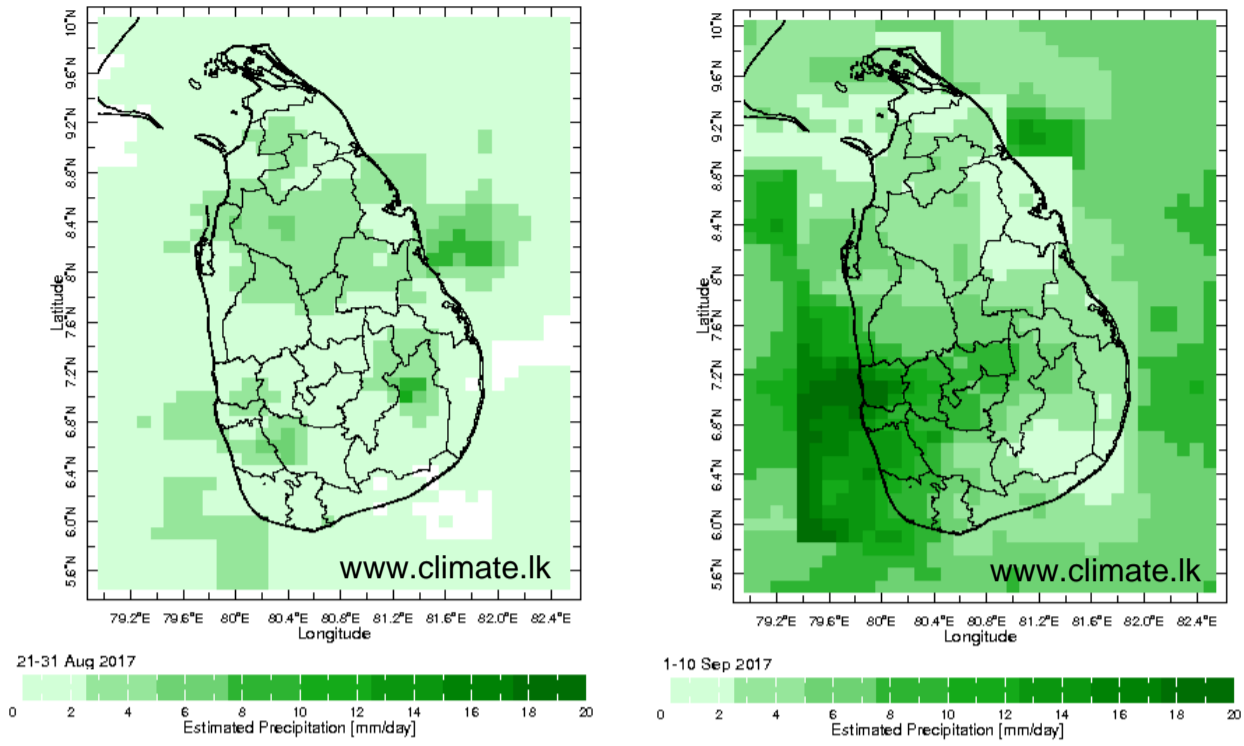 10°N
9.6°N
9.2°N
8.8°N
8.4°N
8°N
7.6°N
7.2°N
6.8°N
6.4°N
6.0°N
5.6°N
Latitude
www.climate.lk
79.2°E 79.6°E 80°E 80.4°E 80.8°E 81.2°E 81.6°E 82.0°E 82.4°E
Longitude
21-31 Aug 2017
0 2 4 6 8 10 12 14 16 18 20
Estimated Precipitation [mm/day]
10°N
9.6°N
9.2°N
8.8°N
8.4°N
8°N
7.6°N
7.2°N
6.8°N
6.4°N
6.0°N
5.6°N
Latitude
www.climate.lk
79.2°E 79.6°E 80°E 80.4°E 80.8°E 81.2°E 81.6°E 82.0°E 82.4°E
Longitude
1-10 Sep 2017
0 2 4 6 8 10 12 14 16 18 20
Estimated Precipitation [mm/day]